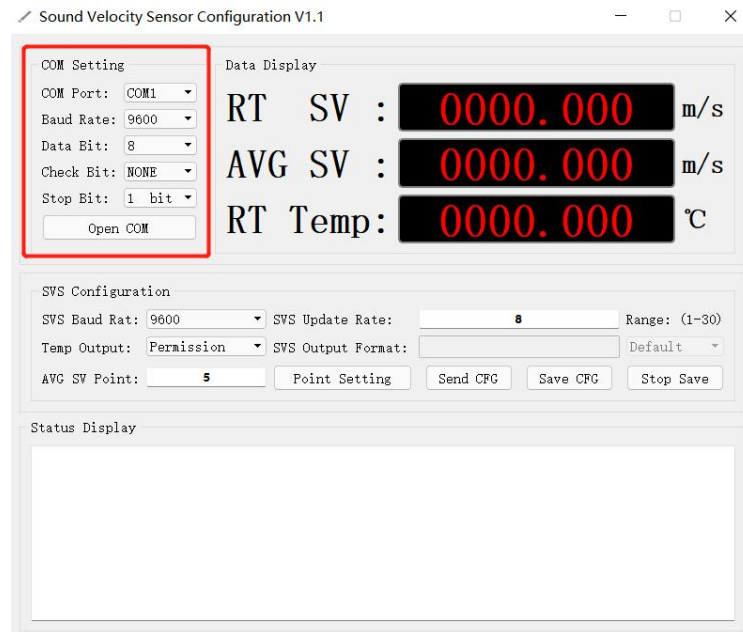 Sound Velocity Sensor Configuration V1.1
COM Setting
COM Port: COM1
Baud Rate: 9600
Data Bit: 8
Check Bit: NONE
Stop Bit: 1 bit
Open COM
Data Display
RT SV : 0000.000 m/s
AVG SV : 0000.000 m/s
RT Temp: 0000.000 ℃
SVS Configuration
SVS Baud Rat: 9600 SVS Update Rate: 8 Range: (1-30)
Temp Output: Permission SVS Output Format: Default
AVG SV Point: 5 Point Setting Send CFG Save CFG Stop Save
Status Display